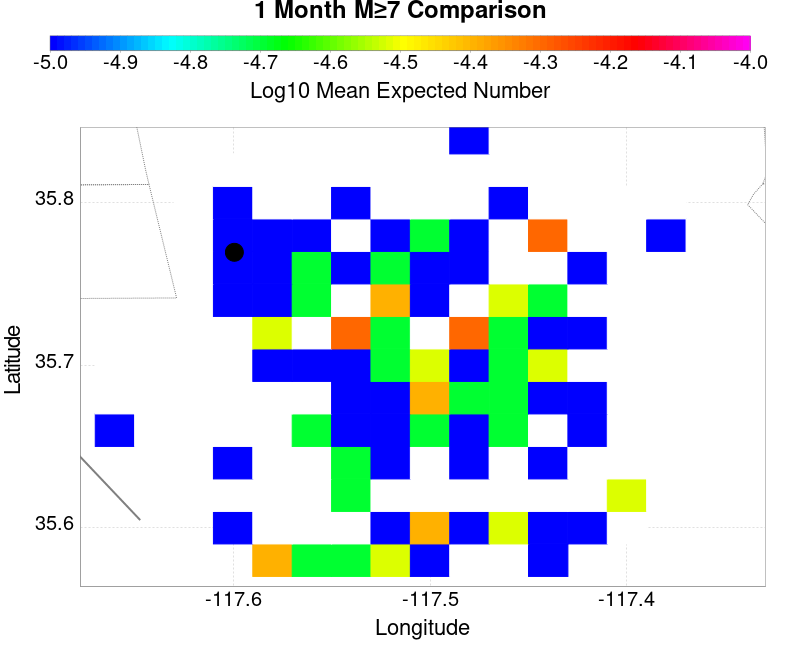 1 Month M≥7 Comparison
-5.0 -4.9 -4.8 -4.7 -4.6 -4.5 -4.4 -4.3 -4.2 -4.1 -4.0
Log10 Mean Expected Number
35.8
35.7
35.6
Latitude
-117.6 -117.5 -117.4
Longitude